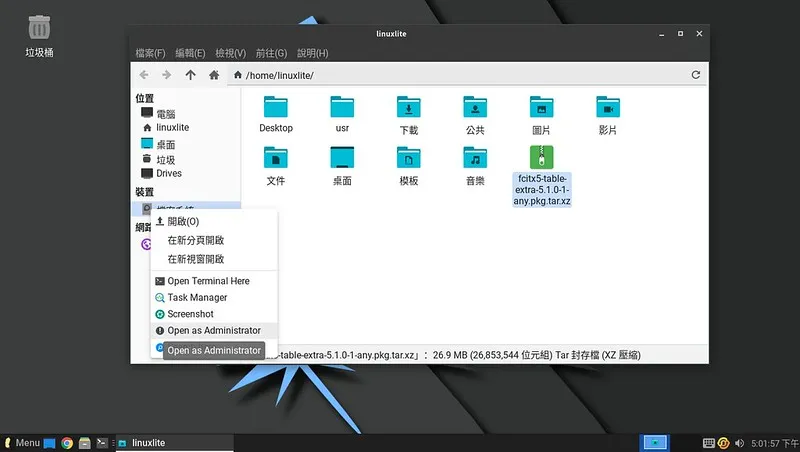 垃圾桶
linuxlite
檔案(F) 編輯(E) 檢視(V) 前往(G) 說明(H)
/home/linuxlite/
位置
電腦
linuxlite
桌面
垃圾
Drives
裝置
Desktop
usr
下載
公共
圖片
影片
文件
桌面
模板
音樂
fcitx5-table-
extra-5.1.0-1-
any.pkg.tar.xz
開啟(O)
在新分頁開啟
在新視窗開啟
Open Terminal Here
Task Manager
Screenshot
Open as Administrator
Open as Administrator
-table-extra-5.1.0-1-any.pkg.tar.xz」： 26.9 MB (26,853,544 位元組) Tar 封存檔 (XZ 壓縮)
Menu
linuxlite
5:01:57 下午